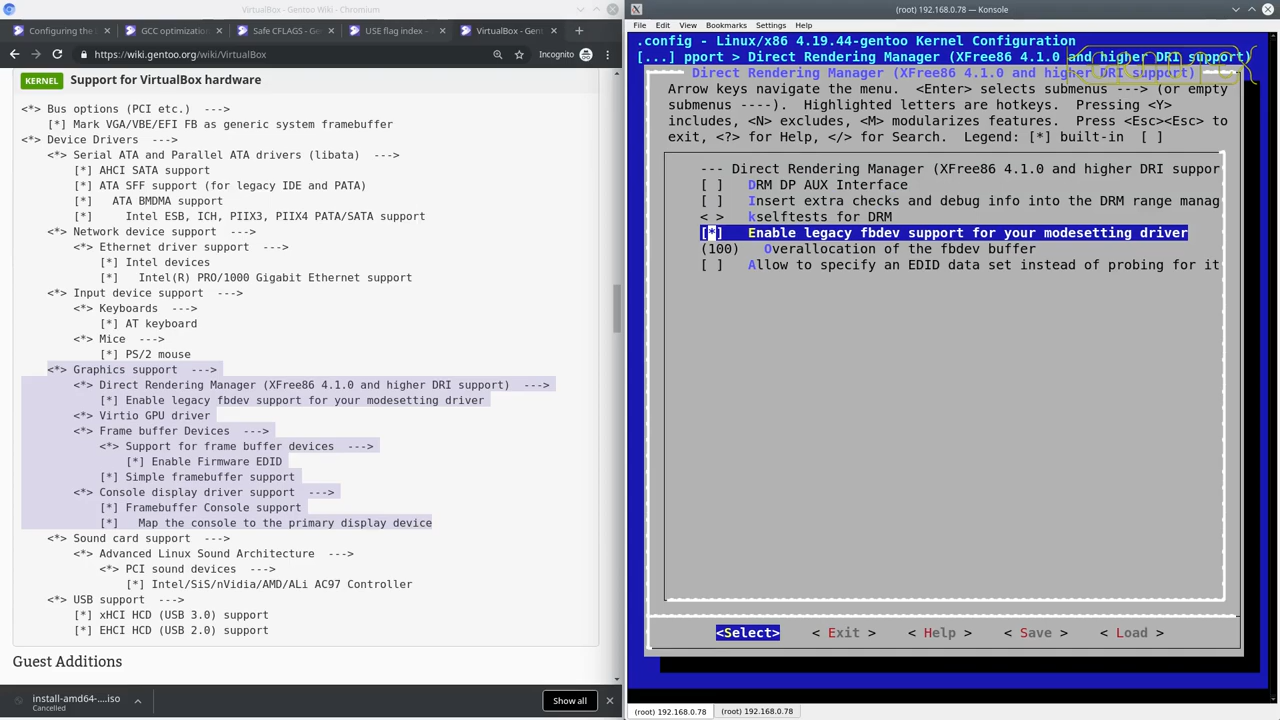 VirtualBox - Gentoo Wiki - Chromium
Configuring the
GCC optimization
Safe CFLAGS - G
USE flag index -
VirtualBox - Gent
https://wiki.gentoo.org/wiki/VirtualBox
Incognito
KERNEL Support for VirtualBox hardware
<*> Bus options (PCI etc.) --->
[*] Mark VGA/VBE/EFI FB as generic system framebuffer
<*> Device Drivers --->
<*> Serial ATA and Parallel ATA drivers (libata) --->
[*] AHCI SATA support
[*] ATA SFF support (for legacy IDE and PATA)
[*] ATA BMDMA support
[*] Intel ESB, ICH, PIIX3, PIIX4 PATA/SATA support
<*> Network device support --->
<*> Ethernet driver support --->
[*] Intel devices
[*] Intel(R) PRO/1000 Gigabit Ethernet support
<*> Input device support --->
<*> Keyboards --->
[*] AT keyboard
<*> Mice --->
[*] PS/2 mouse
<*> Graphics support --->
<*> Direct Rendering Manager (XFree86 4.1.0 and higher DRI support) --->
[*] Enable legacy fbdev support for your modesetting driver
<*> Virtio GPU driver
<*> Frame buffer Devices --->
<*> Support for frame buffer devices --->
[*] Enable Firmware EDID
[*] Simple framebuffer support
<*> Console display driver support --->
[*] Framebuffer Console support
[*] Map the console to the primary display device
<*> Sound card support --->
<*> Advanced Linux Sound Architecture --->
<*> PCI sound devices --->
[*] Intel/SiS/nVidia/AMD/ALi AC97 Controller
<*> USB support --->
[*] xHCI HCD (USB 3.0) support
[*] EHCI HCD (USB 2.0) support
Guest Additions
install-amd64-....iso
Cancelled
Show all
(root) 192.168.0.78 — Konsole
File Edit View Bookmarks Settings Help
.config - Linux/x86 4.19.44-gentoo Kernel Configuration
[...] pport > Direct Rendering Manager (XFree86 4.1.0 and higher DRI support)
Direct Rendering Manager (XFree86 4.1.0 and higher DRI support)
Arrow keys navigate the menu. <Enter> selects submenus ---> (or empty
submenus ----). Highlighted letters are hotkeys. Pressing <Y>
includes, <N> excludes, <M> modularizes features. Press <Esc><Esc> to
exit, <?> for Help, </> for Search. Legend: [*] built-in [ ]
--- Direct Rendering Manager (XFree86 4.1.0 and higher DRI suppor
[ ] DRM DP AUX Interface
[ ] Insert extra checks and debug info into the DRM range manag
< > kselftests for DRM
[*] Enable legacy fbdev support for your modesetting driver
(100) Overallocation of the fbdev buffer
[ ] Allow to specify an EDID data set instead of probing for it
<Select> < Exit > < Help > < Save > < Load >
(root) 192.168.0.78
(root) 192.168.0.78